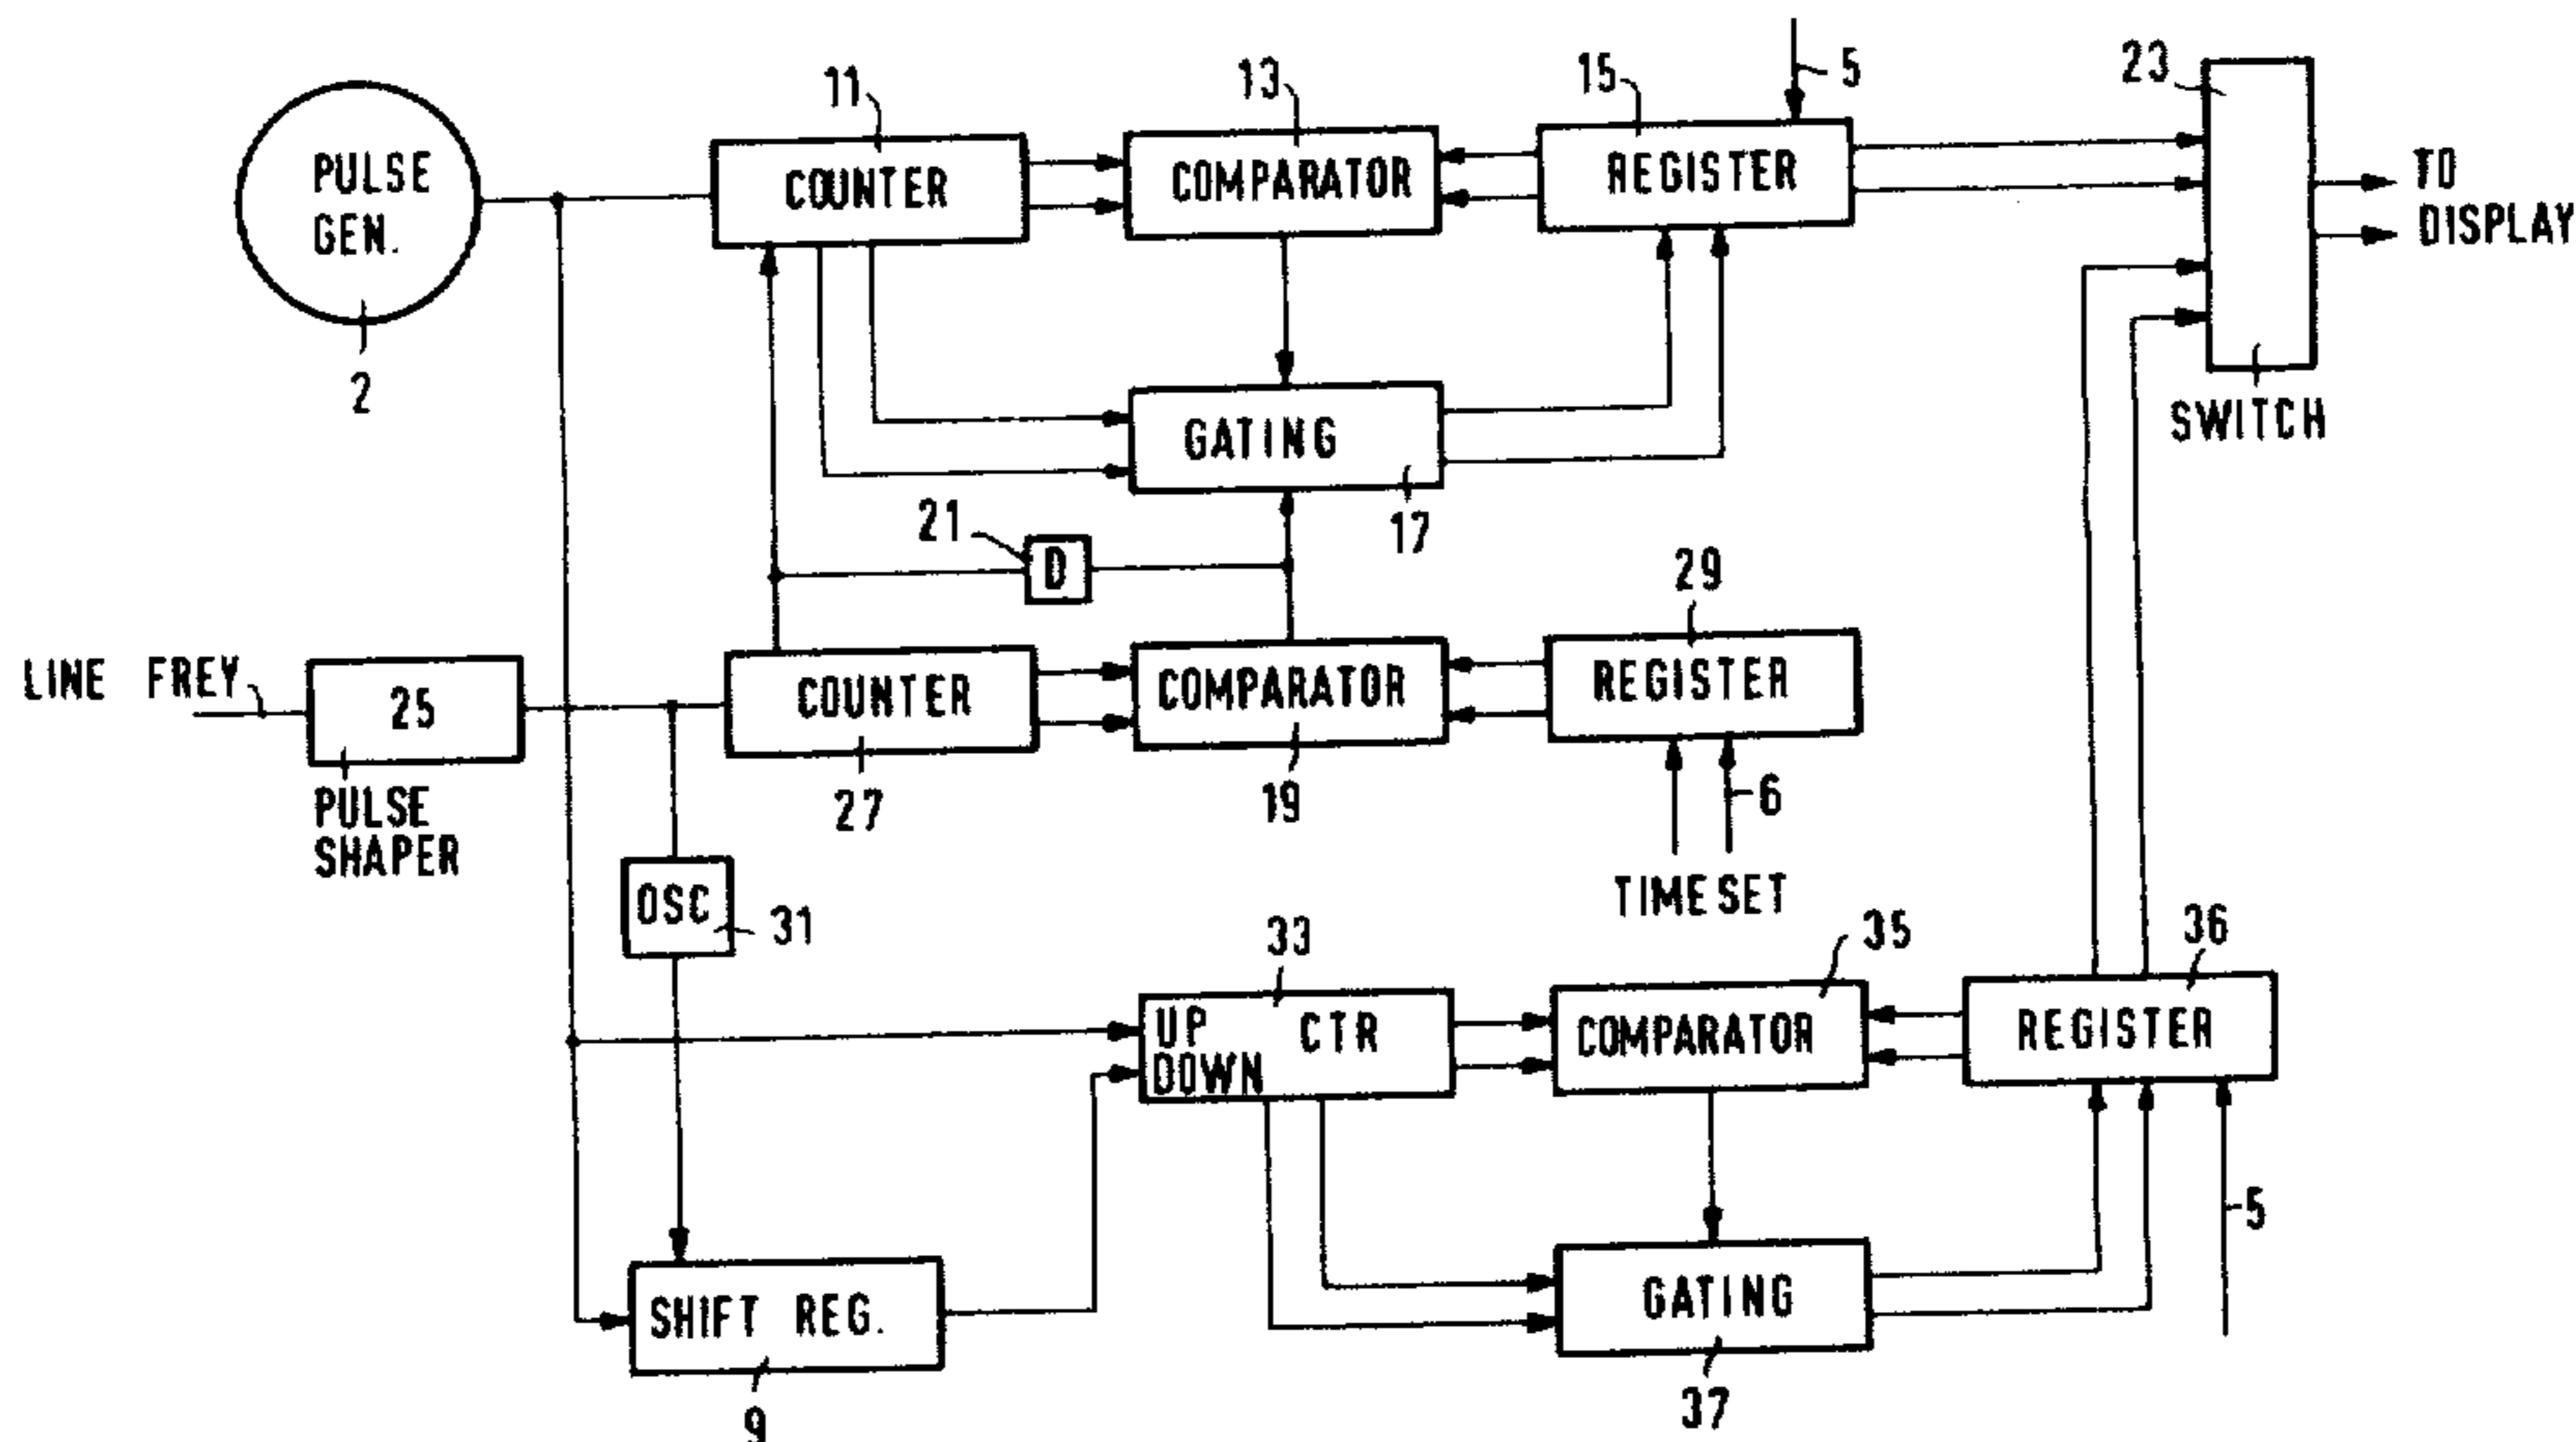 PULSE
GEN.
2
11
COUNTER
13
COMPARATOR
15
REGISTER
5
23
SWITCH
TO
DISPLAY
GATING
17
21
D
LINE FREY
25
PULSE
SHAPER
COUNTER
27
COMPARATOR
19
29
REGISTER
6
TIME SET
OSC
31
33
UP CTR
DOWN
35
COMPARATOR
36
REGISTER
5
SHIFT REG.
9
GATING
37